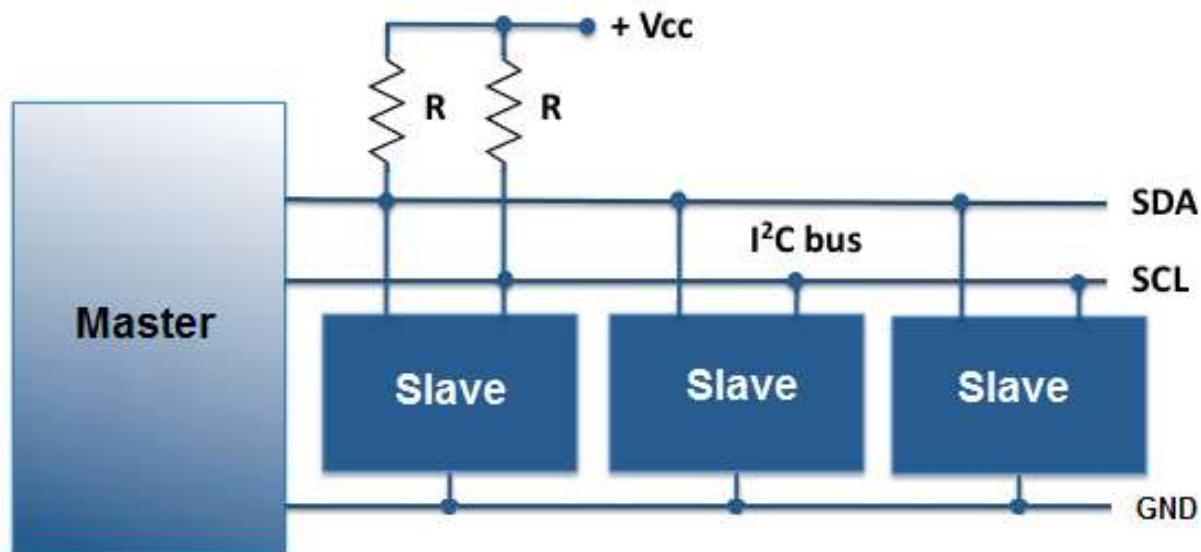 + Vcc
R R
SDA
I²C bus
SCL
Master
Slave Slave Slave
GND